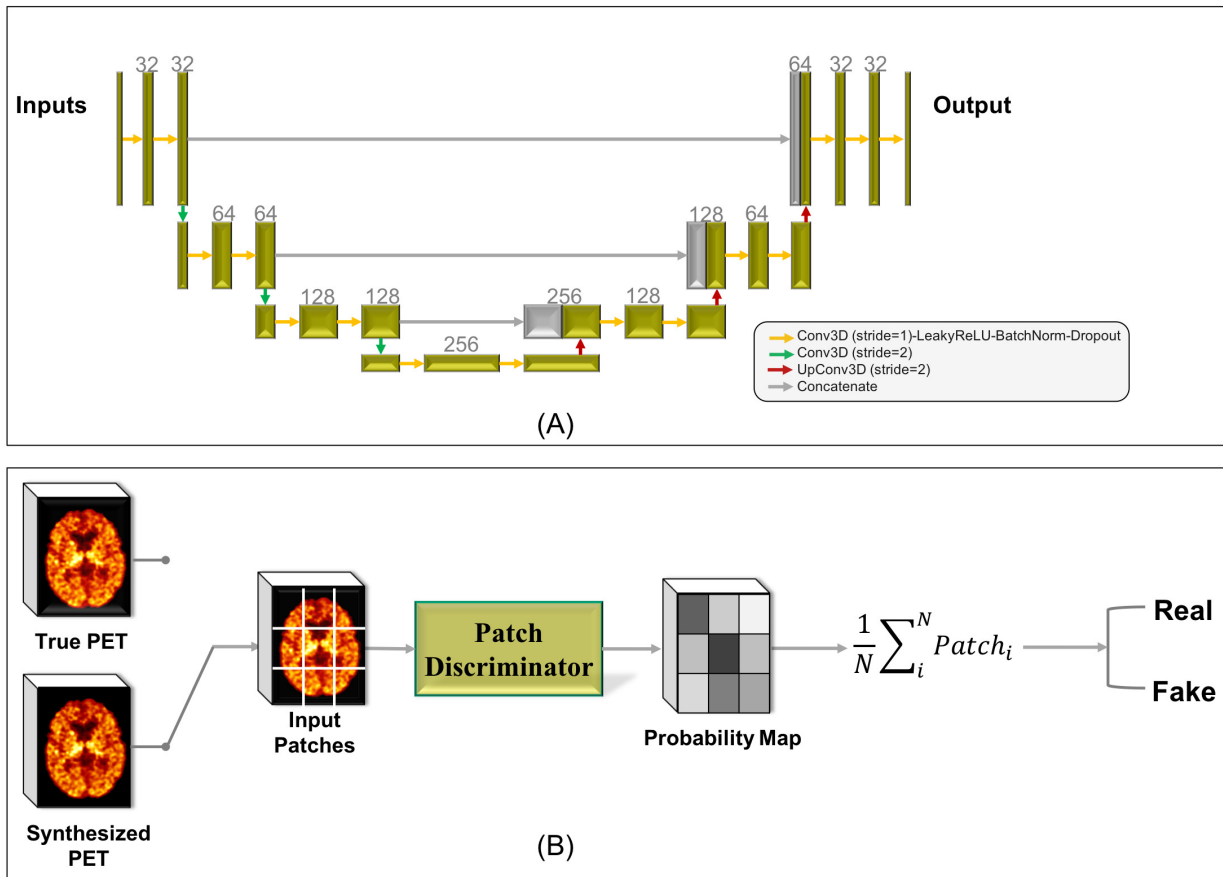 32 32
64 32 32
Inputs
Output
64 64
128 64
128 128
256 128
256
Conv3D (stride=1)-LeakyReLU-BatchNorm-Dropout
Conv3D (stride=2)
UpConv3D (stride=2)
Concatenate
(A)
True PET
Synthesized
PET
Input
Patches
Patch
Discriminator
Probability Map
1/N ∑_i^N Patch_i
Real
Fake
(B)